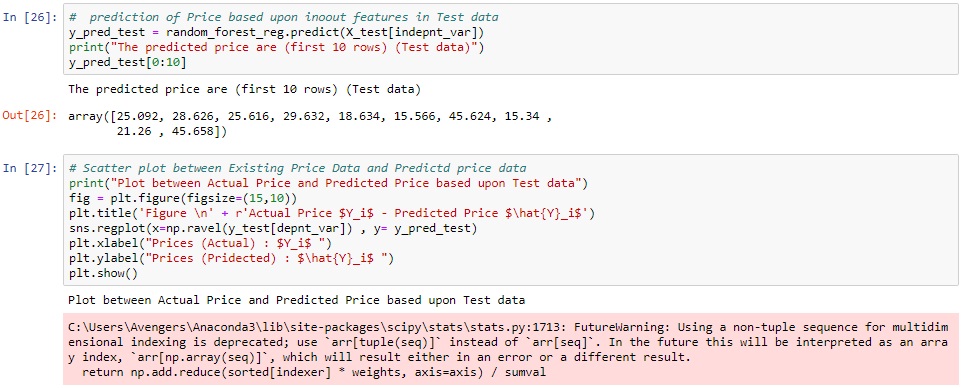 In [26]: # prediction of Price based upon inoout features in Test data
y_pred_test = random_forest_reg.predict(X_test[indepnt_var])
print("The predicted price are (first 10 rows) (Test data)")
y_pred_test[0:10]
The predicted price are (first 10 rows) (Test data)
Out[26]: array([25.092, 28.626, 25.616, 29.632, 18.634, 15.566, 45.624, 15.34 ,
21.26 , 45.658])
In [27]: # Scatter plot between Existing Price Data and Predictd price data
print("Plot between Actual Price and Predicted Price based upon Test data")
fig = plt.figure(figsize=(15,10))
plt.title('Figure \n' + r'Actual Price $Y_i$ - Predicted Price $\hat{Y}_i$')
sns.regplot(x=np.ravel(y_test[depnt_var]) , y= y_pred_test)
plt.xlabel("Prices (Actual) : $Y_i$ ")
plt.ylabel("Prices (Pridected) : $\hat{Y}_i$ ")
plt.show()
Plot between Actual Price and Predicted Price based upon Test data
C:\Users\Avengers\Anaconda3\lib\site-packages\scipy\stats\stats.py:1713: FutureWarning: Using a non-tuple sequence for multidim
ensional indexing is deprecated; use `arr[tuple(seq)]` instead of `arr[seq]`. In the future this will be interpreted as an arra
y index, `arr[np.array(seq)]`, which will result either in an error or a different result.
return np.add.reduce(sorted[indexer] * weights, axis=axis) / sumval